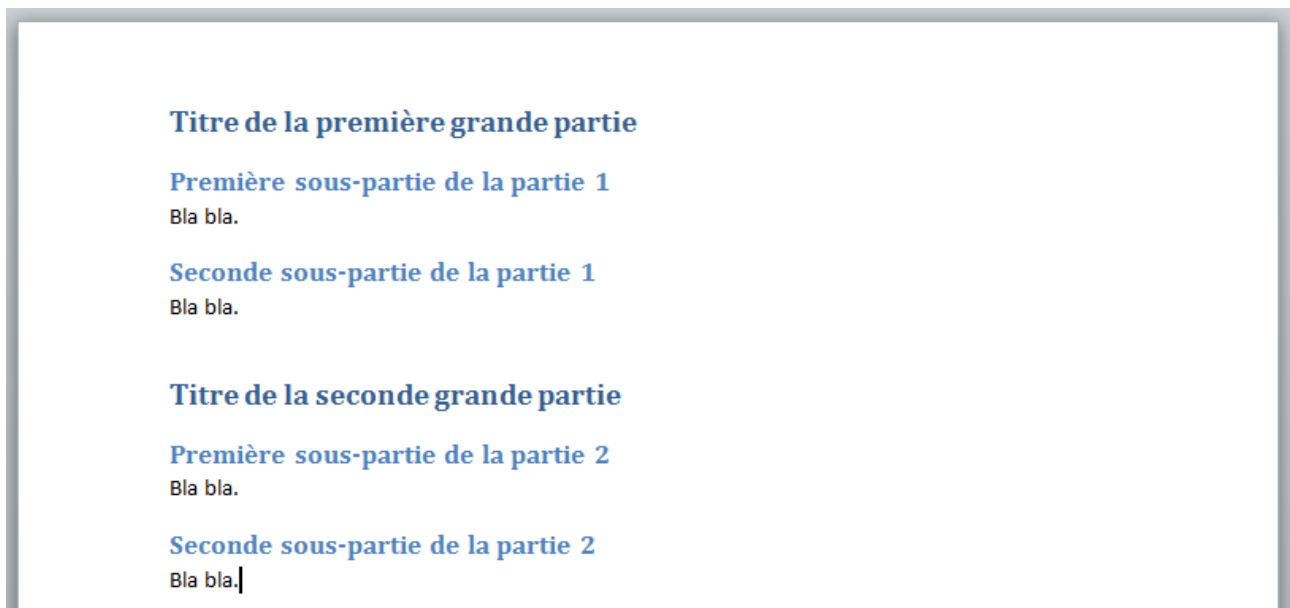 Titre de la première grande partie
Première sous-partie de la partie 1
Bla bla.
Seconde sous-partie de la partie 1
Bla bla.
Titre de la seconde grande partie
Première sous-partie de la partie 2
Bla bla.
Seconde sous-partie de la partie 2
Bla bla.